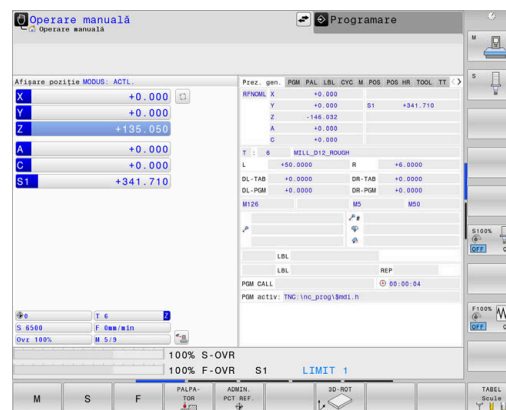 Operare manuală
Operare manuală
Programare
Afişare poziţie MODUS: ACTL.
X +0.000
Y +0.000
Z +135.050
A +0.000
C +0.000
S1 +341.710
0 T 6 Z
S 6500 F 0mm/min
Ovr 100% M 5/9
Prez. gen. PGM PAL LBL CYC M POS POS HR TOOL TT
RFNOML X +0.000
Y +0.000 S1 +341.710
Z -146.032
A +0.000
C +0.000
T : 6 MILL_D12_ROUGH
L +50.0000 R +6.0000
DL-TAB +0.0000 DR-TAB +0.0000
DL-PGM +0.0000 DR-PGM +0.0000
M126 M5 M50
P#
LBL
LBL REP
PGM CALL 00:00:04
PGM activ: TNC:\nc_prog\$mdi.h
100% S-OVR
100% F-OVR S1 LIMIT 1
M
S
F
PALPA-
TOR
ADMIN.
PCT REF.
3D-ROT
TABEL
Scule
M
S
S100%
OFF
F100%
OFF